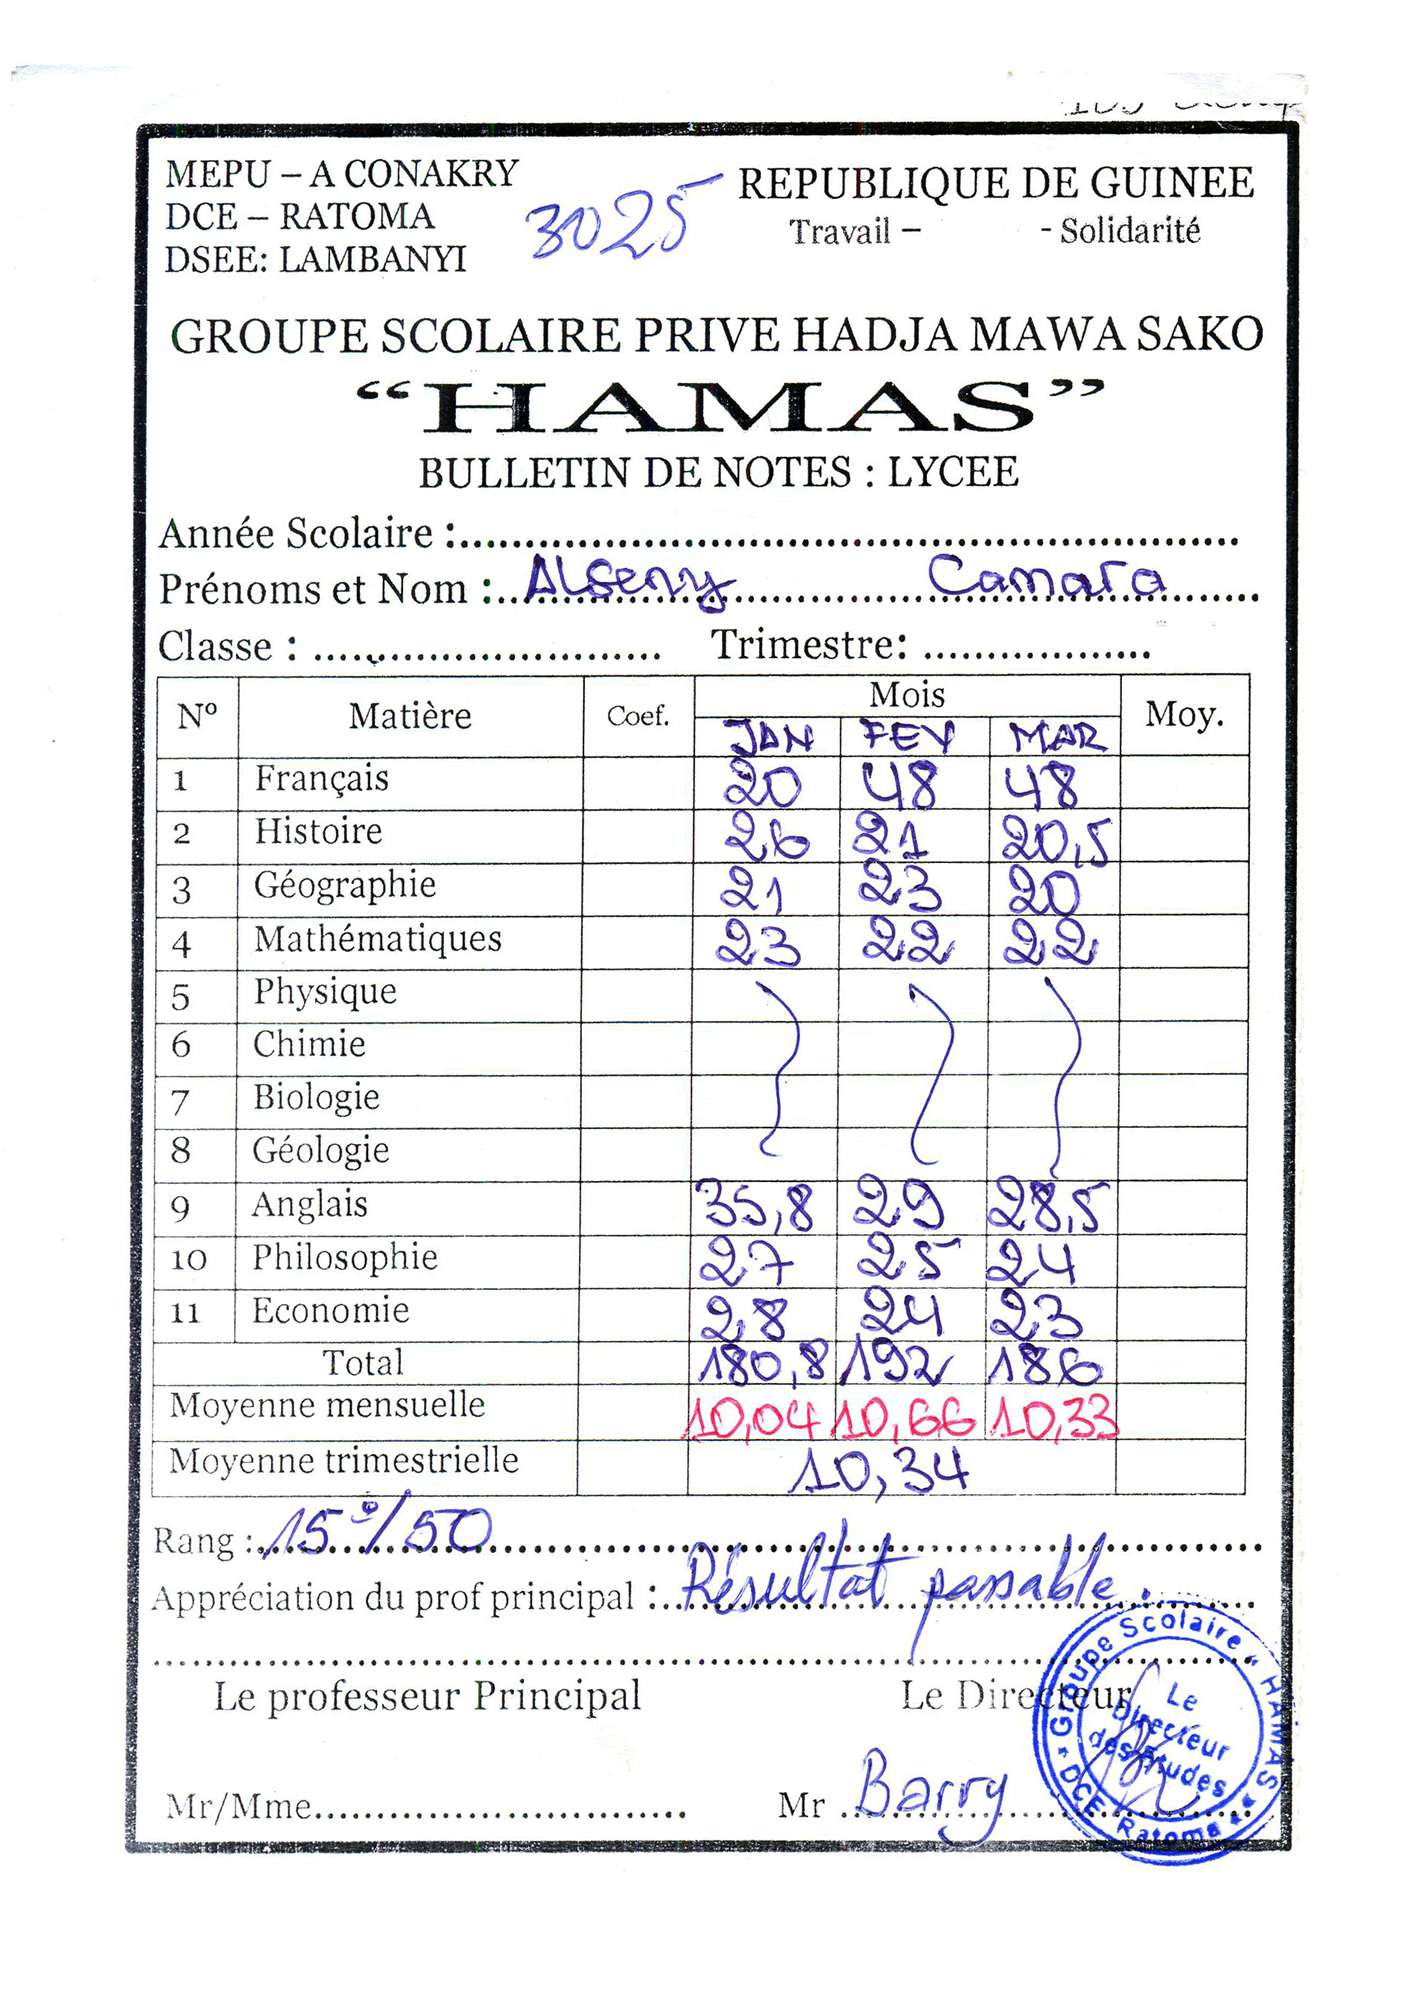 MEPU – A CONAKRY
DCE – RATOMA
DSEE: LAMBANYI
3025
REPUBLIQUE DE GUINEE
Travail – - Solidarité
GROUPE SCOLAIRE PRIVE HADJA MAWA SAKO
“HAMAS”
BULLETIN DE NOTES : LYCEE
Année Scolaire :
Prénoms et Nom : Alseny Camara
Classe : Trimestre:
Nº Matière Coef. Mois Moy.
JAN FEV MAR
1 Français 20 48 48
2 Histoire 26 21 20,5
3 Géographie 21 23 20
4 Mathématiques 23 22 22
5 Physique
6 Chimie
7 Biologie
8 Géologie
9 Anglais 35,8 29 28,5
10 Philosophie 27 25 24
11 Economie 28 24 23
Total 180,8 192 186
Moyenne mensuelle 10,04 10,66 10,33
Moyenne trimestrielle 10,34
Rang : 15e/50
Appréciation du prof principal : Résultat passable.
Le professeur Principal Le Directeur
Mr/Mme Mr Barry
Groupe Scolaire “HAMAS”
DCE Ratoma
Le
Directeur
des Etudes